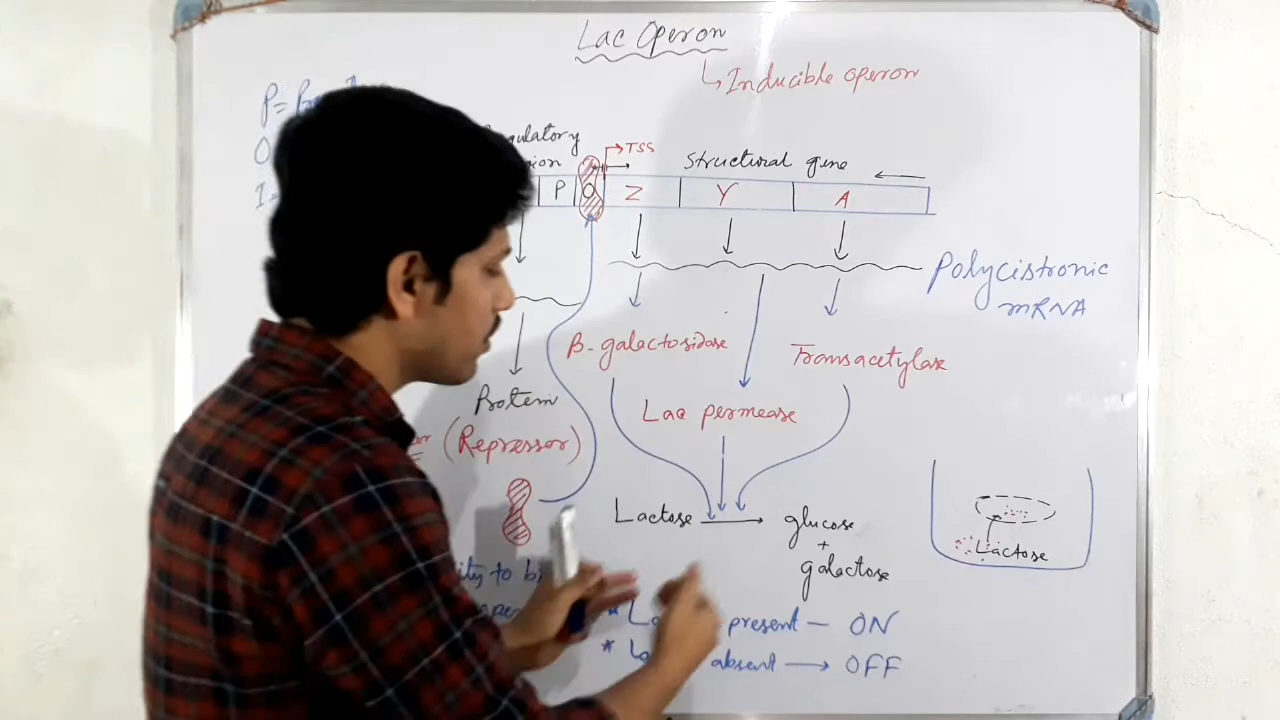 Lac Operon
Inducible operon
P=
O
I=
TSS
Structural gene
P O Z Y A
Polycistronic
mRNA
β-galactosidase
Transacetylase
Lac permease
Protein
(Repressor)
Lactose
glucose
+
galactose
Lactose
* present – ON
* absent → OFF